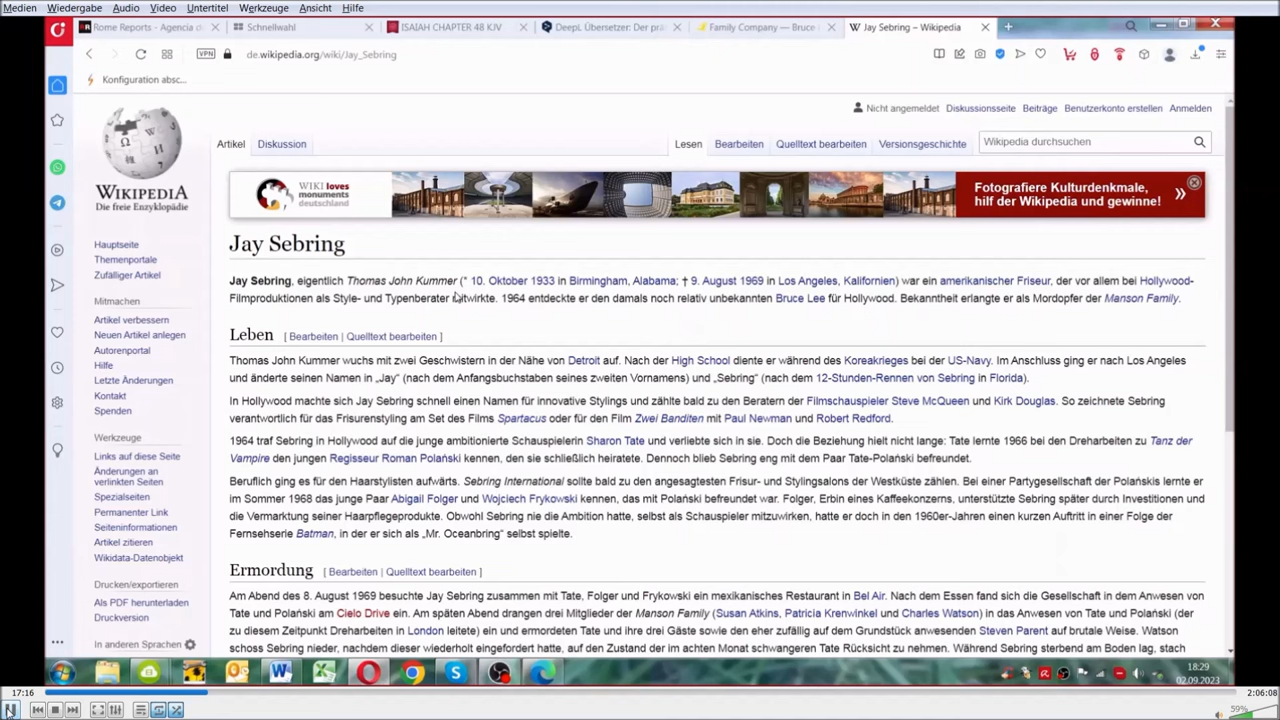 Medien Wiedergabe Audio Video Untertitel Werkzeuge Ansicht Hilfe
Rome Reports - Agencia d Schnellwahl ISAIAH CHAPTER 48 KJV DeepL Übersetzer: Der prä Family Company — Bruce Jay Sebring – Wikipedia
VPN de.wikipedia.org/wiki/Jay_Sebring
Konfiguration absc...
Nicht angemeldet Diskussionsseite Beiträge Benutzerkonto erstellen Anmelden
Artikel Diskussion Lesen Bearbeiten Quelltext bearbeiten Versionsgeschichte Wikipedia durchsuchen
WIKIPEDIA
Die freie Enzyklopädie
WIKI loves
monuments
deutschland
Fotografiere Kulturdenkmale,
hilf der Wikipedia und gewinne!
Hauptseite
Themenportale
Zufälliger Artikel
Mitmachen
Artikel verbessern
Neuen Artikel anlegen
Autorenportal
Hilfe
Letzte Änderungen
Kontakt
Spenden
Werkzeuge
Links auf diese Seite
Änderungen an
verlinkten Seiten
Spezialseiten
Permanenter Link
Seiteninformationen
Artikel zitieren
Wikidata-Datenobjekt
Drucken/exportieren
Als PDF herunterladen
Druckversion
In anderen Sprachen
Jay Sebring
Jay Sebring, eigentlich Thomas John Kummer (* 10. Oktober 1933 in Birmingham, Alabama; † 9. August 1969 in Los Angeles, Kalifornien) war ein amerikanischer Friseur, der vor allem bei Hollywood-
Filmproduktionen als Style- und Typenberater mitwirkte. 1964 entdeckte er den damals noch relativ unbekannten Bruce Lee für Hollywood. Bekanntheit erlangte er als Mordopfer der Manson Family.
Leben [ Bearbeiten | Quelltext bearbeiten ]
Thomas John Kummer wuchs mit zwei Geschwistern in der Nähe von Detroit auf. Nach der High School diente er während des Koreakrieges bei der US-Navy. Im Anschluss ging er nach Los Angeles
und änderte seinen Namen in „Jay“ (nach dem Anfangsbuchstaben seines zweiten Vornamens) und „Sebring“ (nach dem 12-Stunden-Rennen von Sebring in Florida).
In Hollywood machte sich Jay Sebring schnell einen Namen für innovative Stylings und zählte bald zu den Beratern der Filmschauspieler Steve McQueen und Kirk Douglas. So zeichnete Sebring
verantwortlich für das Frisurenstyling am Set des Films Spartacus oder für den Film Zwei Banditen mit Paul Newman und Robert Redford.
1964 traf Sebring in Hollywood auf die junge ambitionierte Schauspielerin Sharon Tate und verliebte sich in sie. Doch die Beziehung hielt nicht lange: Tate lernte 1966 bei den Dreharbeiten zu Tanz der
Vampire den jungen Regisseur Roman Polański kennen, den sie schließlich heiratete. Dennoch blieb Sebring eng mit dem Paar Tate-Polański befreundet.
Beruflich ging es für den Haarstylisten aufwärts. Sebring International sollte bald zu den angesagtesten Frisur- und Stylingsalons der Westküste zählen. Bei einer Partygesellschaft der Polańskis lernte er
im Sommer 1968 das junge Paar Abigail Folger und Wojciech Frykowski kennen, das mit Polański befreundet war. Folger, Erbin eines Kaffeekonzerns, unterstützte Sebring später durch Investitionen und
die Vermarktung seiner Haarpflegeprodukte. Obwohl Sebring nie die Ambition hatte, selbst als Schauspieler mitzuwirken, hatte er doch in den 1960er-Jahren einen kurzen Auftritt in einer Folge der
Fernsehserie Batman, in der er sich als „Mr. Oceanbring“ selbst spielte.
Ermordung [ Bearbeiten | Quelltext bearbeiten ]
Am Abend des 8. August 1969 besuchte Jay Sebring zusammen mit Tate, Folger und Frykowski ein mexikanisches Restaurant in Bel Air. Nach dem Essen fand sich die Gesellschaft in dem Anwesen von
Tate und Polański am Cielo Drive ein. Am späten Abend drangen drei Mitglieder der Manson Family (Susan Atkins, Patricia Krenwinkel und Charles Watson) in das Anwesen von Tate und Polański (der
zu diesem Zeitpunkt Dreharbeiten in London leitete) ein und ermordeten Tate und ihre drei Gäste sowie den eher zufällig auf dem Grundstück anwesenden Steven Parent auf brutale Weise. Watson
schoss Sebring nieder, nachdem dieser wiederholt eingefordert hatte, auf den Zustand der im achten Monat schwangeren Tate Rücksicht zu nehmen. Während Sebring sterbend am Boden lag, stach
18:29
02.09.2023
17:16 2:06:08
59%